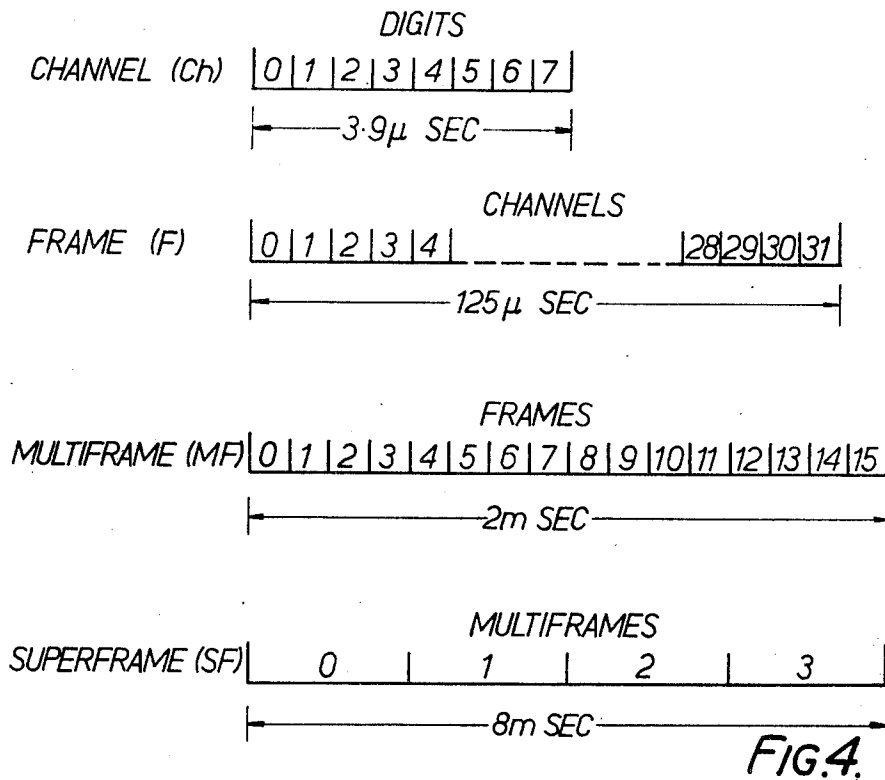 DIGITS
CHANNEL (Ch) 0 1 2 3 4 5 6 7
3·9μ SEC
CHANNELS
FRAME (F) 0 1 2 3 4 28 29 30 31
125μ SEC
FRAMES
MULTIFRAME (MF) 0 1 2 3 4 5 6 7 8 9 10 11 12 13 14 15
2m SEC
MULTIFRAMES
SUPERFRAME (SF) 0 1 2 3
8m SEC
FIG.4.